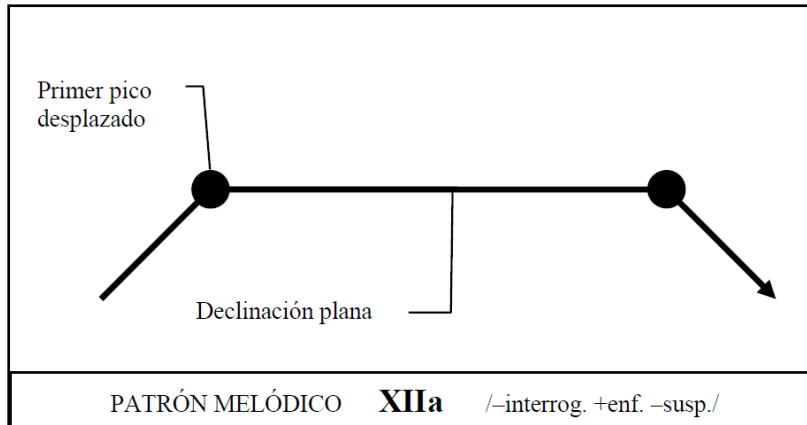 Primer pico
desplazado
Declinación plana
PATRÓN MELÓDICO XIIa /–interrog. +enf. –susp./